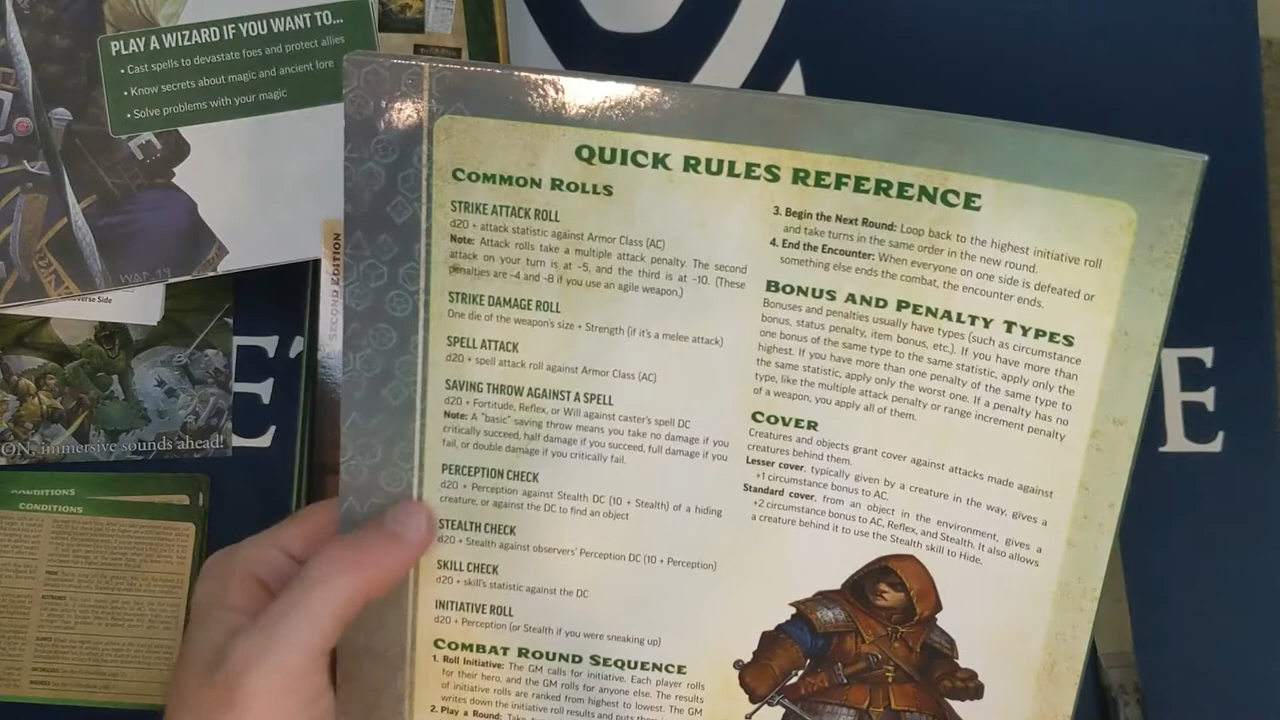 PLAY A WIZARD IF YOU WANT TO...
• Cast spells to devastate foes and protect allies
• Know secrets about magic and ancient lore
• Solve problems with your magic
WAR_19
verse Side
ON, immersive sounds ahead!
CONDITIONS
CONDITIONS
SECOND EDITION
E
E
QUICK RULES REFERENCE
COMMON ROLLS
STRIKE ATTACK ROLL
d20 + attack statistic against Armor Class (AC)
Note: Attack rolls take a multiple attack penalty. The second
attack on your turn is at -5, and the third is at -10. (These
penalties are -4 and -8 if you use an agile weapon.)
STRIKE DAMAGE ROLL
One die of the weapon's size + Strength (if it's a melee attack)
SPELL ATTACK
d20 + spell attack roll against Armor Class (AC)
SAVING THROW AGAINST A SPELL
d20 + Fortitude, Reflex, or Will against caster's spell DC
Note: A "basic" saving throw means you take no damage if you
critically succeed, half damage if you succeed, full damage if you
fail, or double damage if you critically fail.
PERCEPTION CHECK
d20 + Perception against Stealth DC (10 + Stealth) of a hiding
creature, or against the DC to find an object
STEALTH CHECK
d20 + Stealth against observers' Perception DC (10 + Perception)
SKILL CHECK
d20 + skill's statistic against the DC
INITIATIVE ROLL
d20 + Perception (or Stealth if you were sneaking up)
COMBAT ROUND SEQUENCE
1. Roll Initiative: The GM calls for initiative. Each player rolls
for their hero, and the GM rolls for anyone else. The results
of initiative rolls are ranked from highest to lowest. The GM
writes down the initiative roll results and puts them
2. Play a Round: Take
3. Begin the Next Round: Loop back to the highest initiative roll
and take turns in the same order in the new round.
4. End the Encounter: When everyone on one side is defeated or
something else ends the combat, the encounter ends.
BONUS AND PENALTY TYPES
Bonuses and penalties usually have types (such as circumstance
bonus, status penalty, item bonus, etc.). If you have more than
one bonus of the same type to the same statistic, apply only the
highest. If you have more than one penalty of the same type to
the same statistic, apply only the worst one. If a penalty has no
type, like the multiple attack penalty or range increment penalty
of a weapon, you apply all of them.
COVER
Creatures and objects grant cover against attacks made against
creatures behind them.
Lesser cover, typically given by a creature in the way, gives a
+1 circumstance bonus to AC.
Standard cover, from an object in the environment, gives a
+2 circumstance bonus to AC, Reflex, and Stealth. It also allows
a creature behind it to use the Stealth skill to Hide.